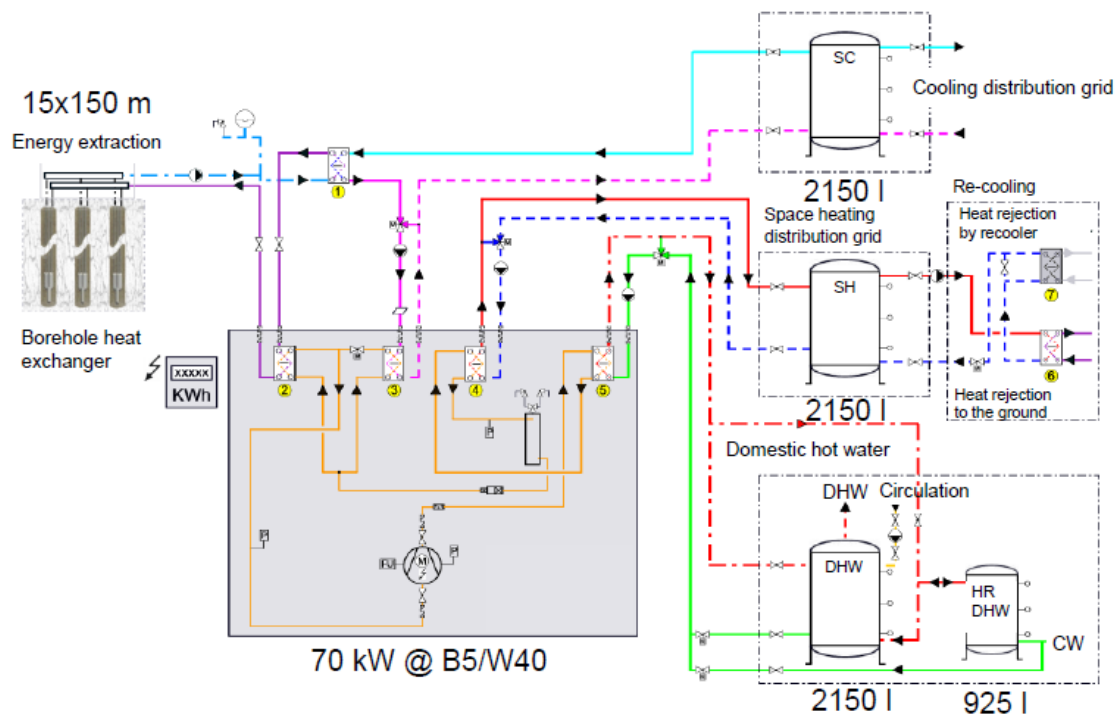 15x150 m
Energy extraction
Borehole heat
exchanger
XXXXX
KWh
SC
Cooling distribution grid
2150 l
1
M
M
M
Space heating
distribution grid
SH
2150 l
Re-cooling
Heat rejection
by recooler
7
6
Heat rejection
to the ground
2
3
4
5
P
P
P
FU
M
70 kW @ B5/W40
Domestic hot water
DHW
Circulation
DHW
HR
DHW
CW
2150 l
925 l